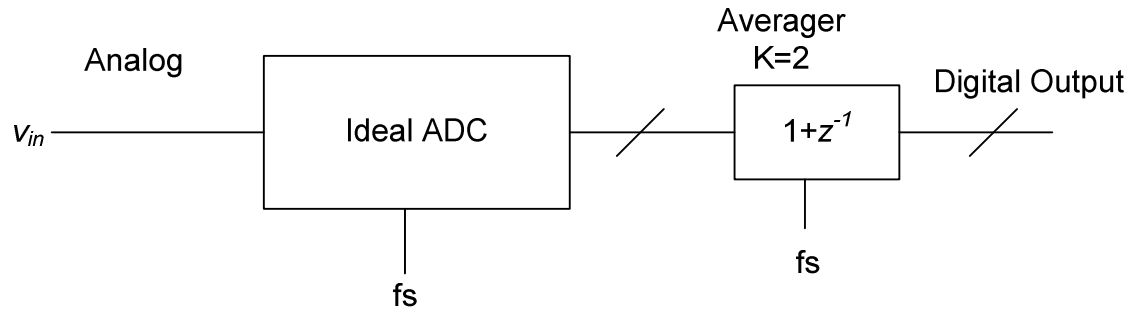 Averager
K=2
Analog
Digital Output
v_in
Ideal ADC
1+z^-1
fs
fs